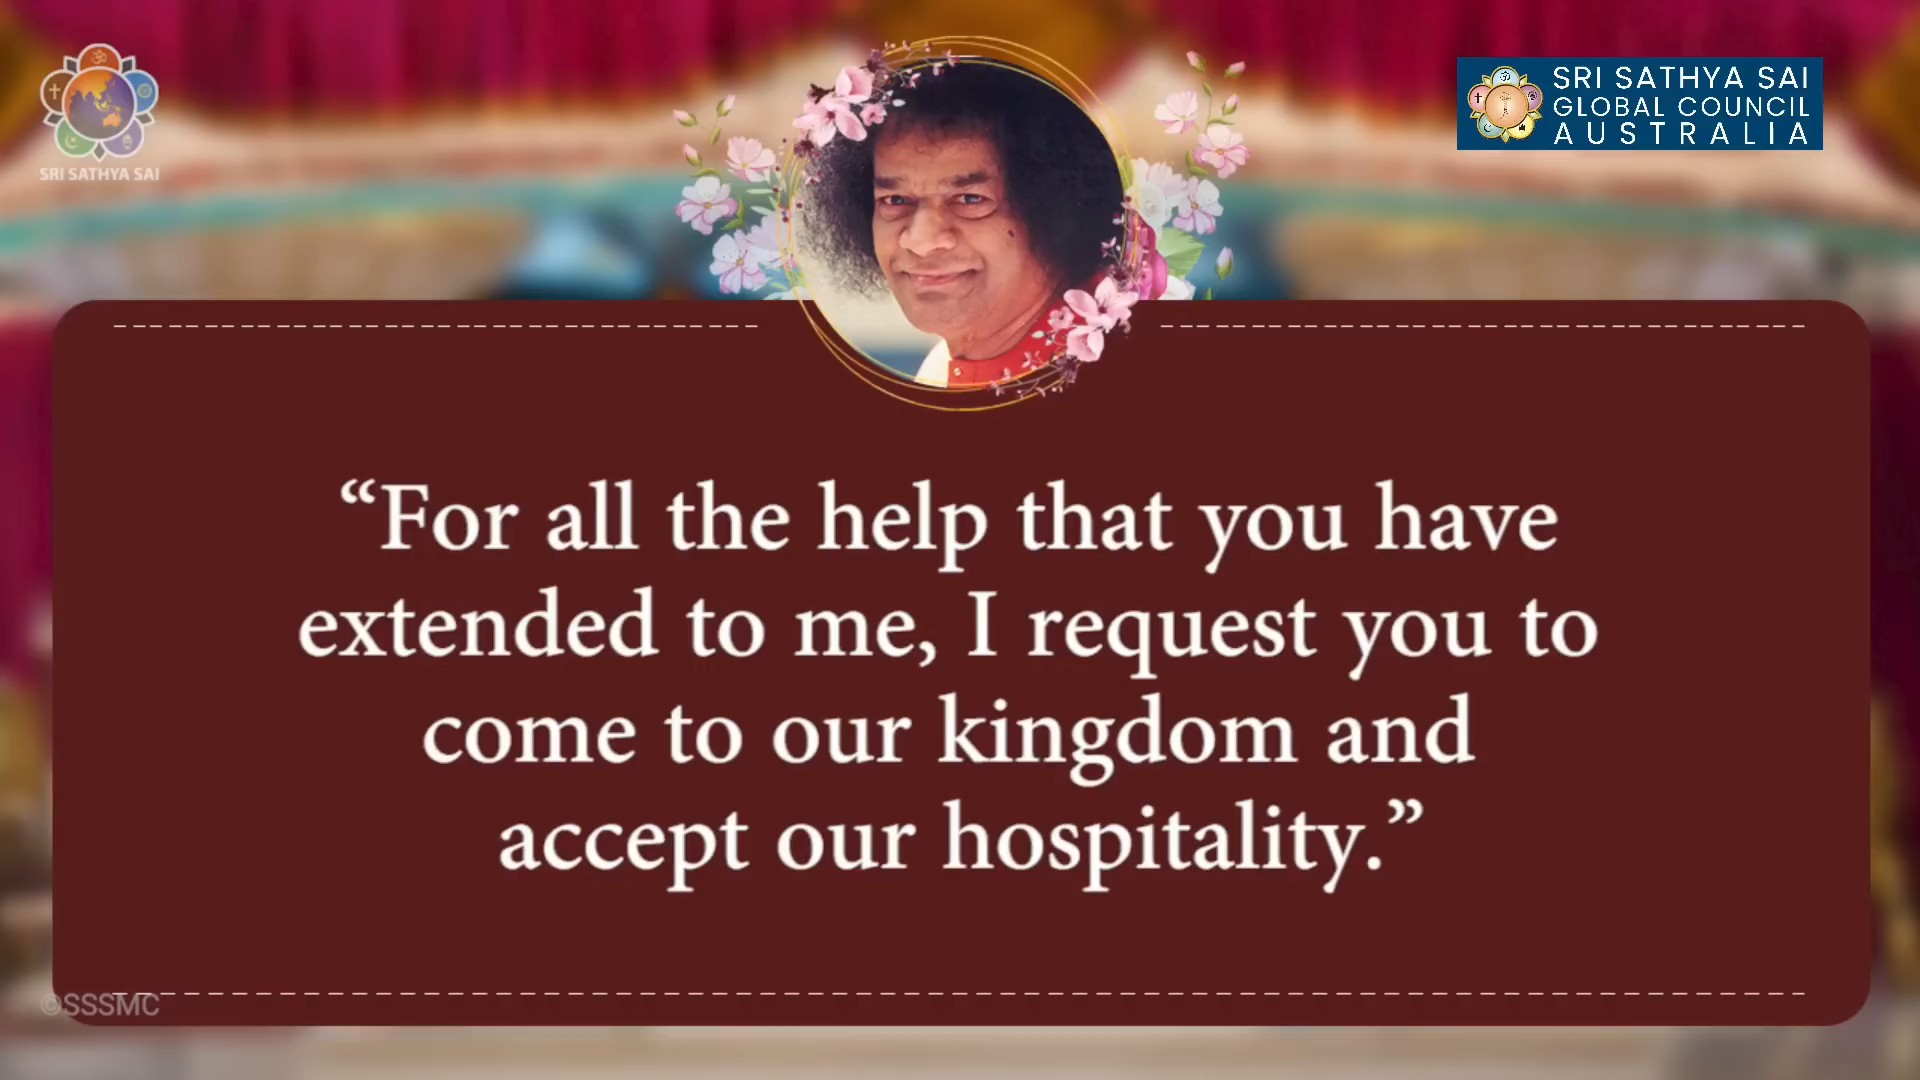 SRI SATHYA SAI
SRI SATHYA SAI
GLOBAL COUNCIL
AUSTRALIA
“For all the help that you have
extended to me, I request you to
come to our kingdom and
accept our hospitality.”
©SSSMC